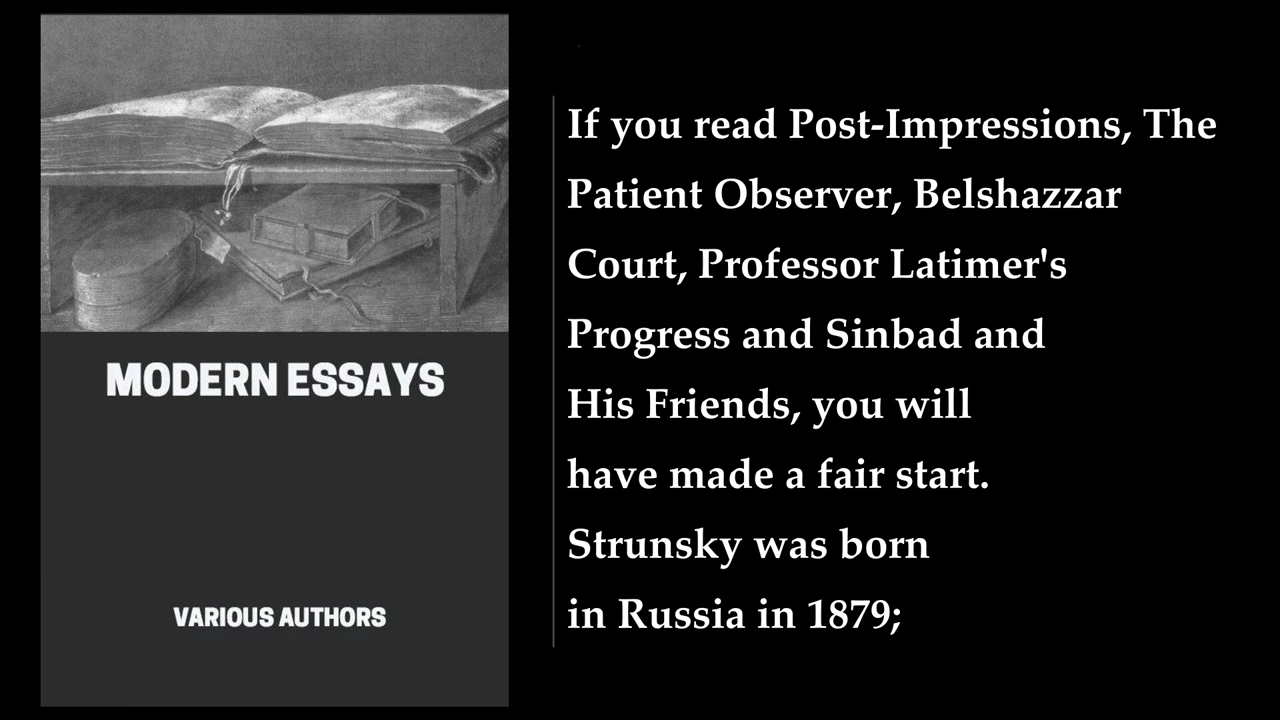 MODERN ESSAYS
VARIOUS AUTHORS
If you read Post-Impressions, The
Patient Observer, Belshazzar
Court, Professor Latimer's
Progress and Sinbad and
His Friends, you will
have made a fair start.
Strunsky was born
in Russia in 1879;